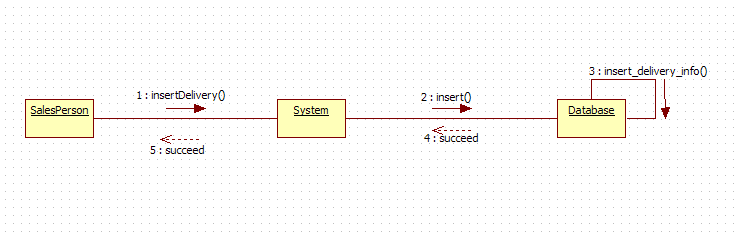 3 : insert_delivery_info()
1 : insertDelivery()
2 : insert()
SalesPerson
System
Database
5 : succeed
4 : succeed